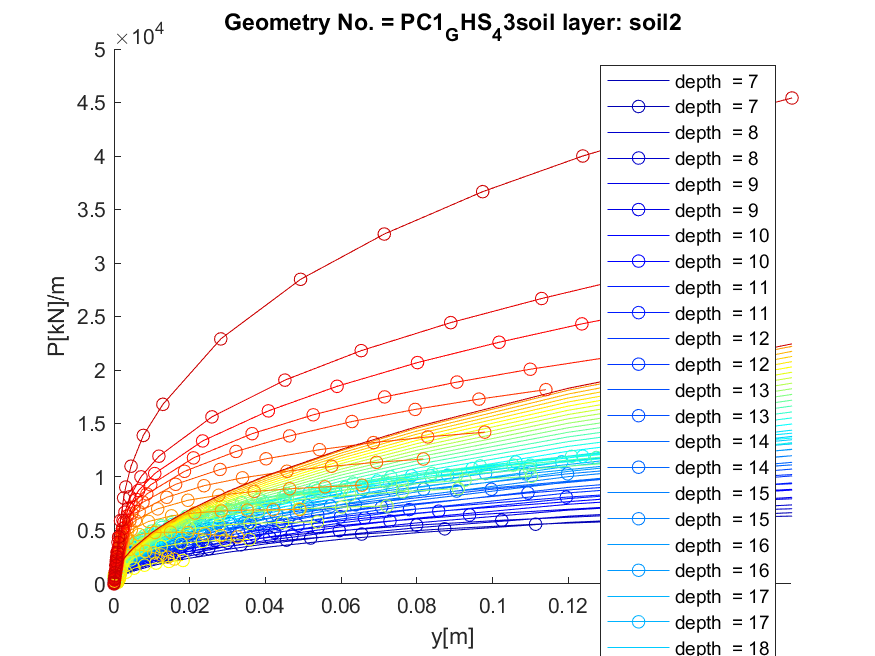 Geometry No. = PC1GHS43soil layer: soil2
×10⁴
5
4.5
4
3.5
3
2.5
2
1.5
1
0.5
0
P[kN]/m
0 0.02 0.04 0.06 0.08 0.1 0.12
y[m]
depth = 7
depth = 7
depth = 8
depth = 8
depth = 9
depth = 9
depth = 10
depth = 10
depth = 11
depth = 11
depth = 12
depth = 12
depth = 13
depth = 13
depth = 14
depth = 14
depth = 15
depth = 15
depth = 16
depth = 16
depth = 17
depth = 17
depth = 18